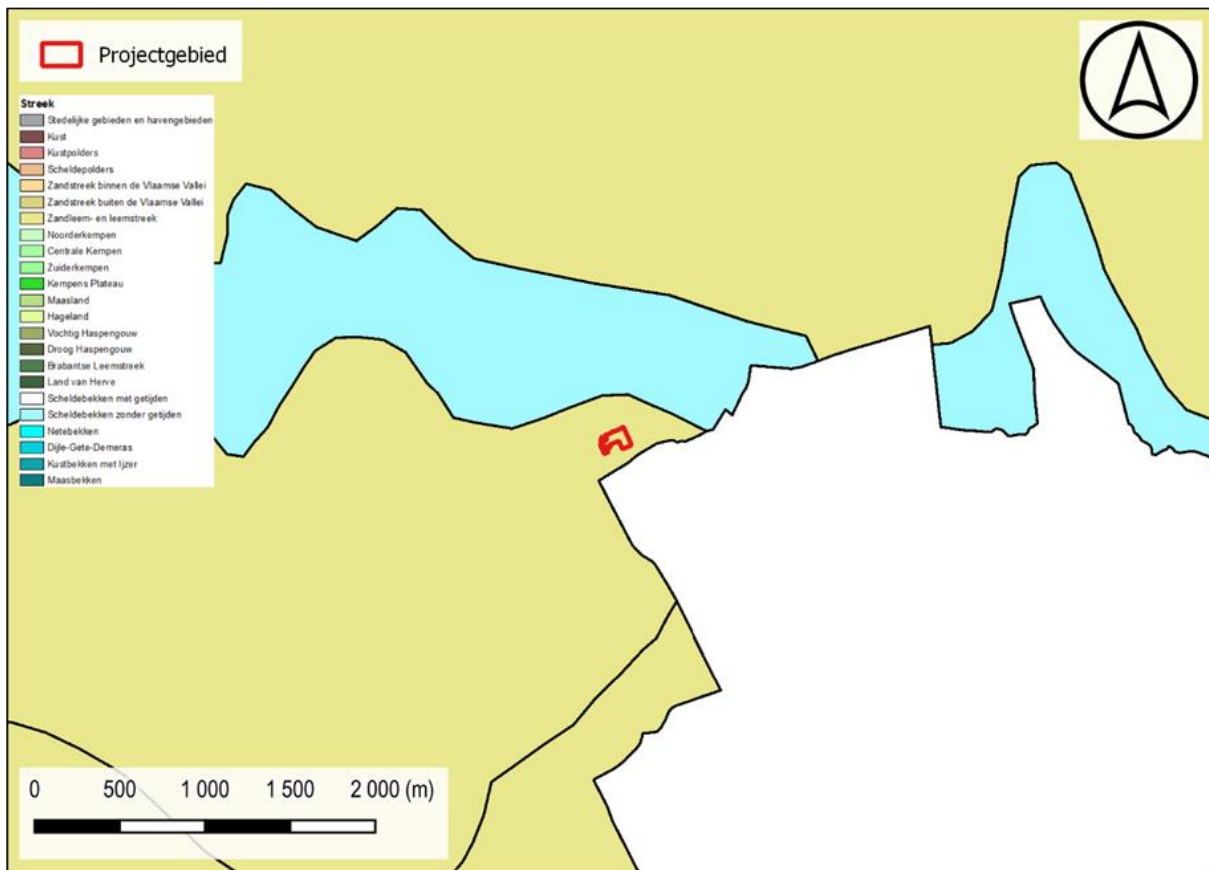 Projectgebied
Streek
Stedelijke gebieden en havengebieden
Kust
Kustpolders
Scheldepolders
Zandstreek binnen de Vlaamse Vallei
Zandstreek buiten de Vlaamse Vallei
Zandleem- en leemstreek
Noorderkempen
Centrale Kempen
Zuiderkempen
Kempens Plateau
Maasland
Hageland
Vochtig Haspengouw
Droog Haspengouw
Brabantse Leemstreek
Land van Herve
Scheldebekken met getijden
Scheldebekken zonder getijden
Netebekken
Dijle-Gete-Demeras
Kustbekken met Ijzer
Maasbekken
0 500 1 000 1 500 2 000 (m)